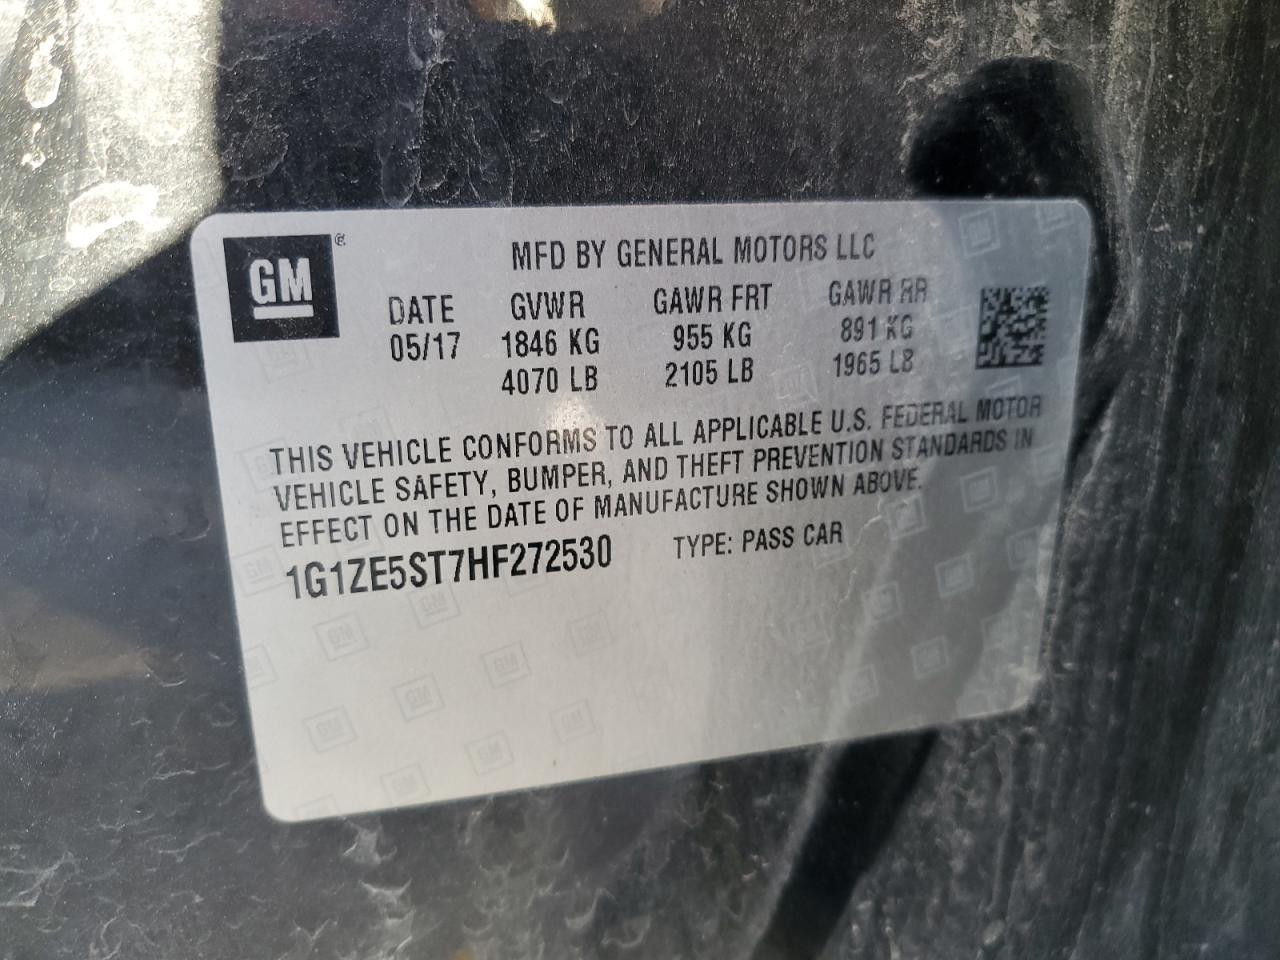 GM ®
MFD BY GENERAL MOTORS LLC
DATE GVWR GAWR FRT GAWR RR
05/17 1846 KG 955 KG 891 KG
4070 LB 2105 LB 1965 LB
THIS VEHICLE CONFORMS TO ALL APPLICABLE U.S. FEDERAL MOTOR
VEHICLE SAFETY, BUMPER, AND THEFT PREVENTION STANDARDS IN
EFFECT ON THE DATE OF MANUFACTURE SHOWN ABOVE.
1G1ZE5ST7HF272530 TYPE: PASS CAR